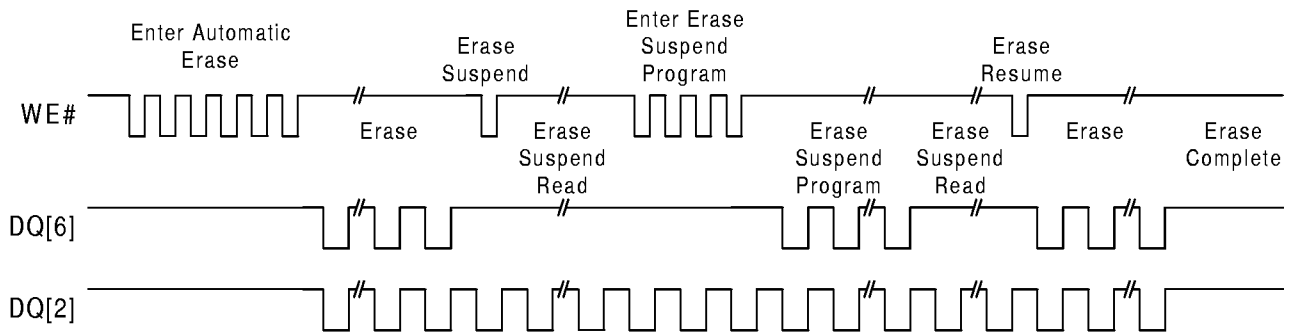 Enter Automatic
Erase
Erase
Suspend
Enter Erase
Suspend
Program
Erase
Resume
WE#
Erase
Erase
Suspend
Read
Erase
Suspend
Program
Erase
Suspend
Read
Erase
Erase
Complete
DQ[6]
DQ[2]